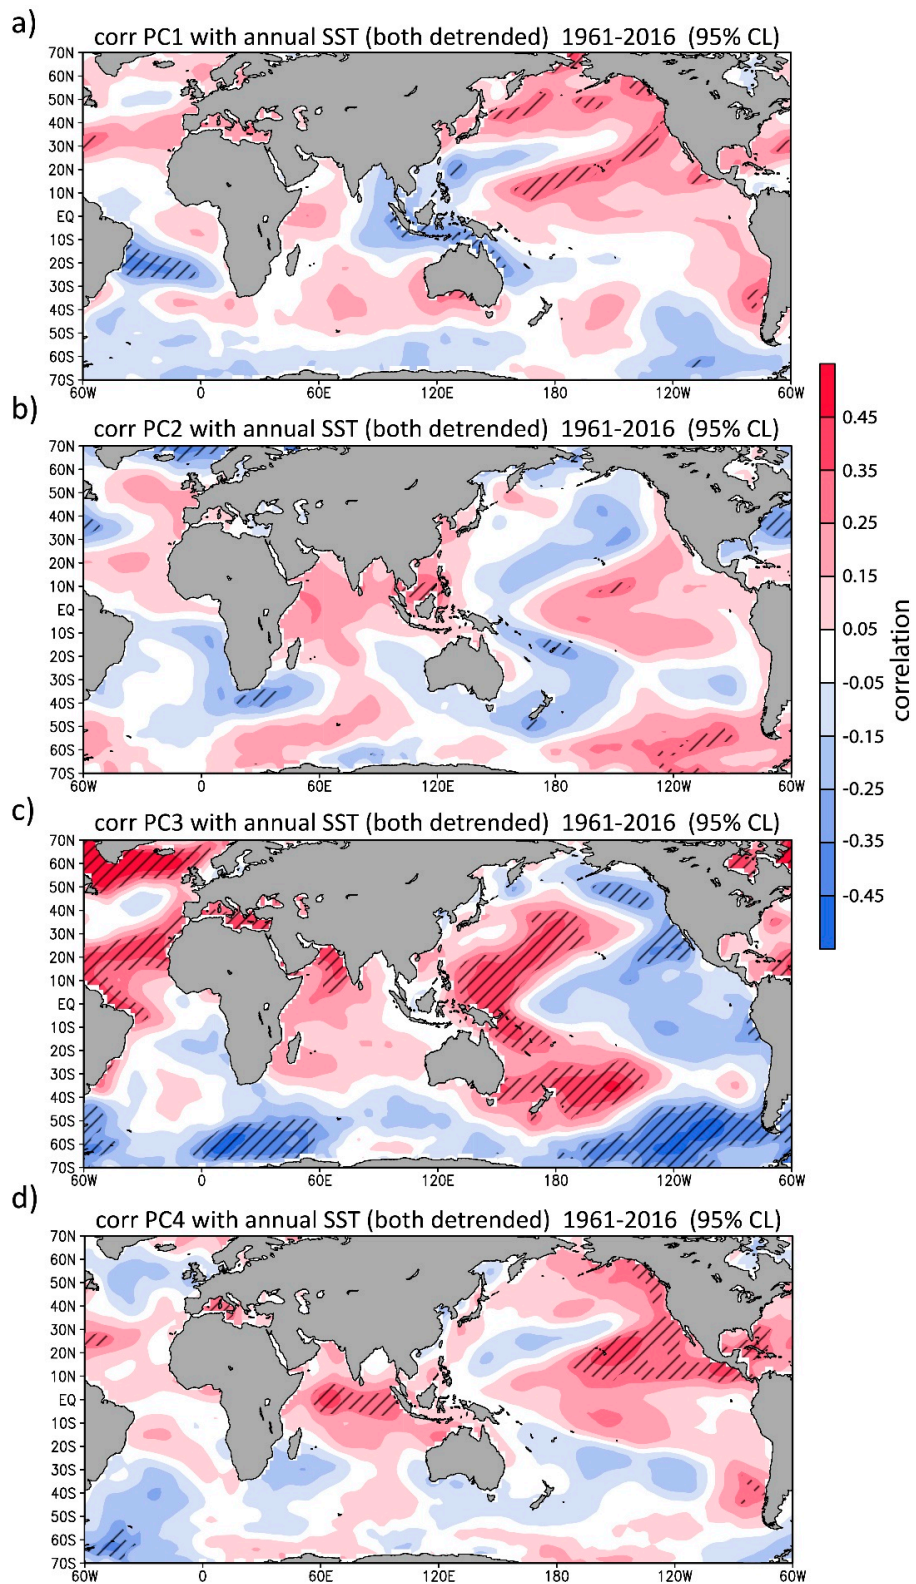 a)
corr PC1 with annual SST (both detrended) 1961-2016 (95% CL)
70N
60N
50N
40N
30N
20N
10N
EQ
10S
20S
30S
40S
50S
60S
70S
60W 0 60E 120E 180 120W 60W
b)
corr PC2 with annual SST (both detrended) 1961-2016 (95% CL)
70N
60N
50N
40N
30N
20N
10N
EQ
10S
20S
30S
40S
50S
60S
70S
60W 0 60E 120E 180 120W 60W
0.45
0.35
0.25
0.15
0.05
-0.05
-0.15
-0.25
-0.35
-0.45
correlation
c)
corr PC3 with annual SST (both detrended) 1961-2016 (95% CL)
70N
60N
50N
40N
30N
20N
10N
EQ
10S
20S
30S
40S
50S
60S
70S
60W 0 60E 120E 180 120W 60W
d)
corr PC4 with annual SST (both detrended) 1961-2016 (95% CL)
70N
60N
50N
40N
30N
20N
10N
EQ
10S
20S
30S
40S
50S
60S
70S
60W 0 60E 120E 180 120W 60W